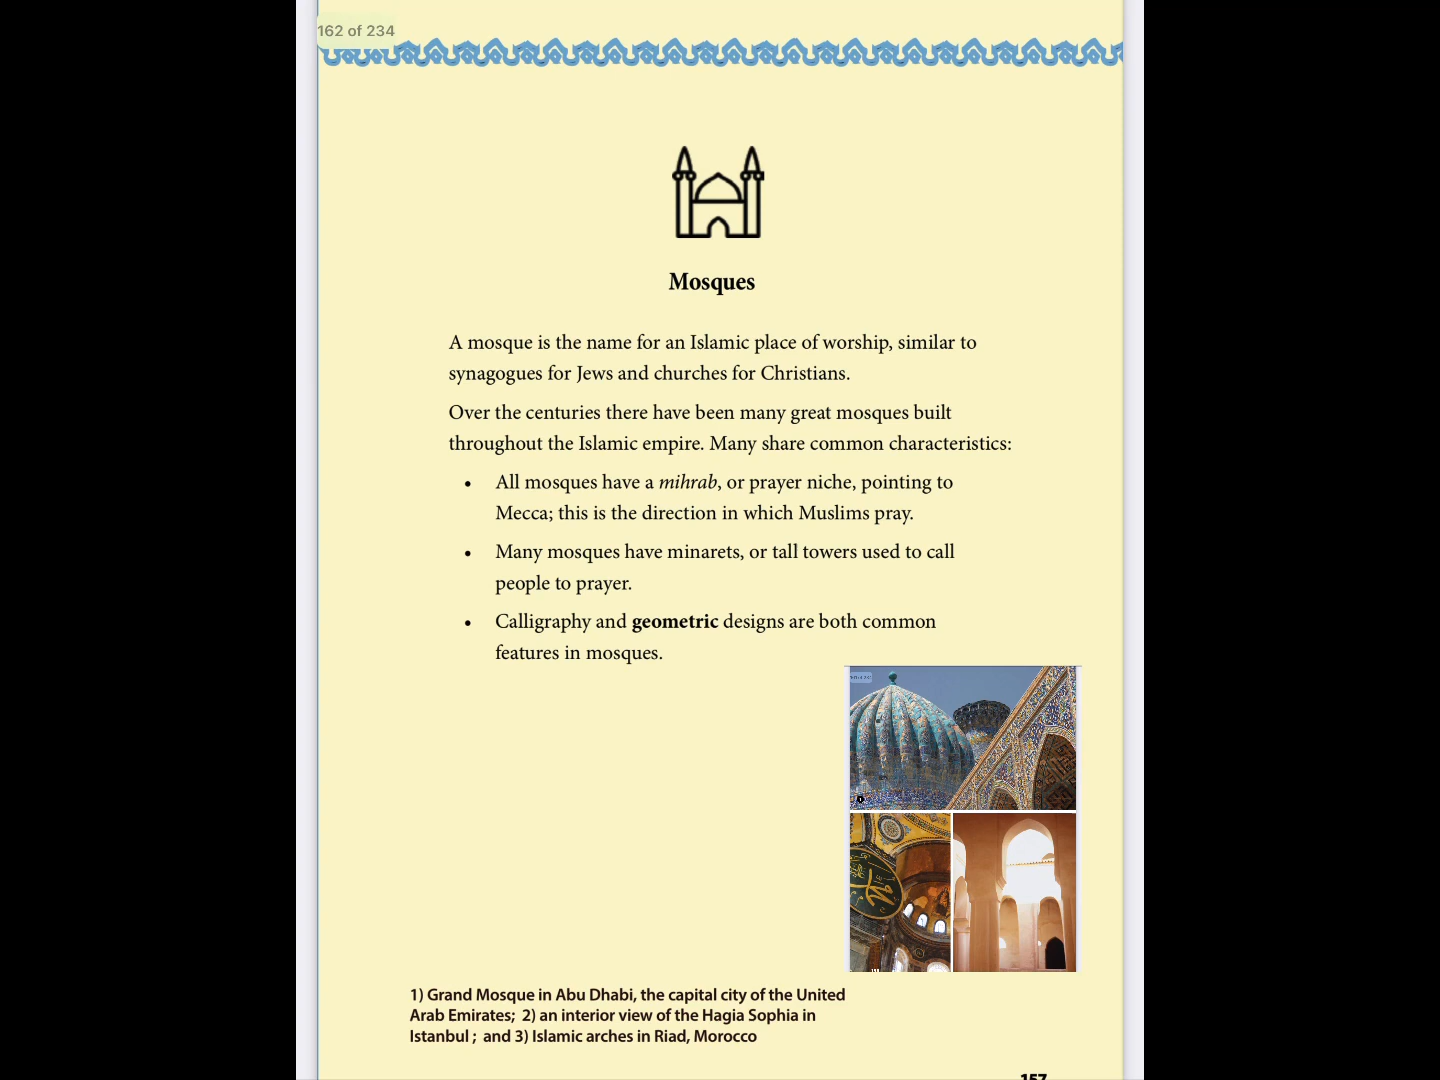 162 of 234
Mosques
A mosque is the name for an Islamic place of worship, similar to
synagogues for Jews and churches for Christians.
Over the centuries there have been many great mosques built
throughout the Islamic empire. Many share common characteristics:
• All mosques have a mihrab, or prayer niche, pointing to
Mecca; this is the direction in which Muslims pray.
• Many mosques have minarets, or tall towers used to call
people to prayer.
• Calligraphy and geometric designs are both common
features in mosques.
1) Grand Mosque in Abu Dhabi, the capital city of the United
Arab Emirates; 2) an interior view of the Hagia Sophia in
Istanbul ; and 3) Islamic arches in Riad, Morocco
157